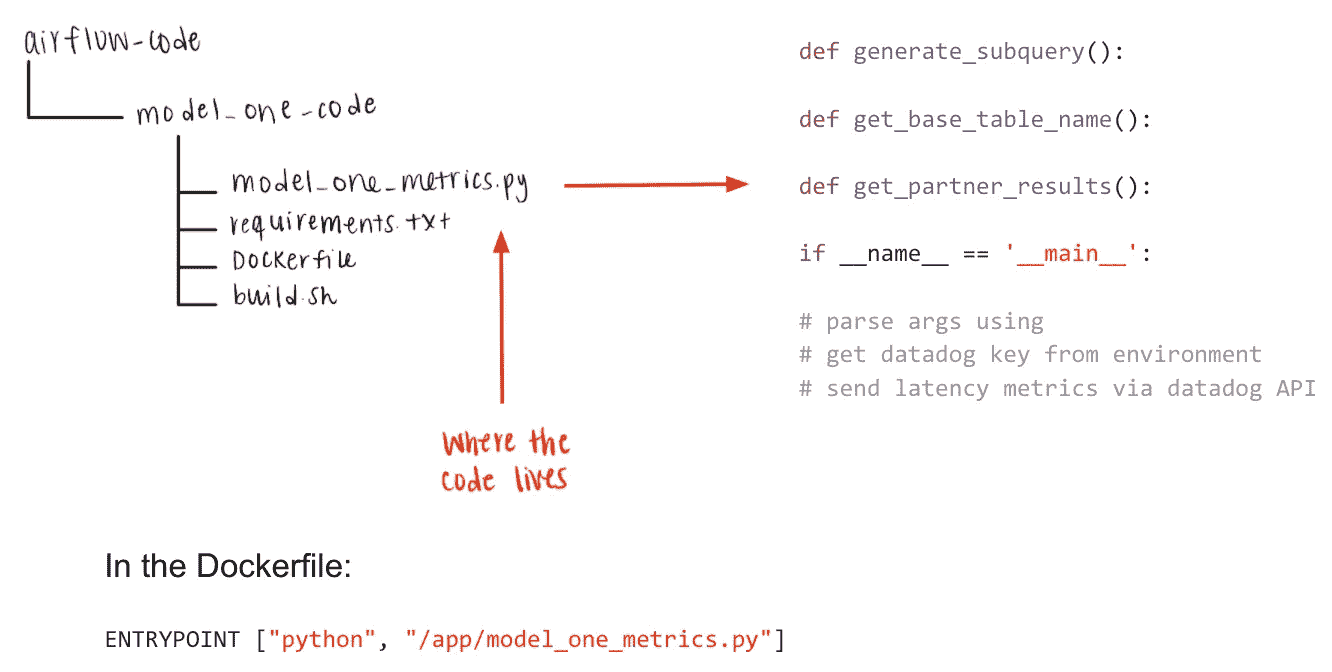 airflow-code
model_one-code
model_one_metrics.py
requirements.txt
Dockerfile
build.sh
where the
code lives
def generate_subquery():
def get_base_table_name():
def get_partner_results():
if __name__ == '__main__':
# parse args using
# get datadog key from environment
# send latency metrics via datadog API
In the Dockerfile:
ENTRYPOINT ["python", "/app/model_one_metrics.py"]